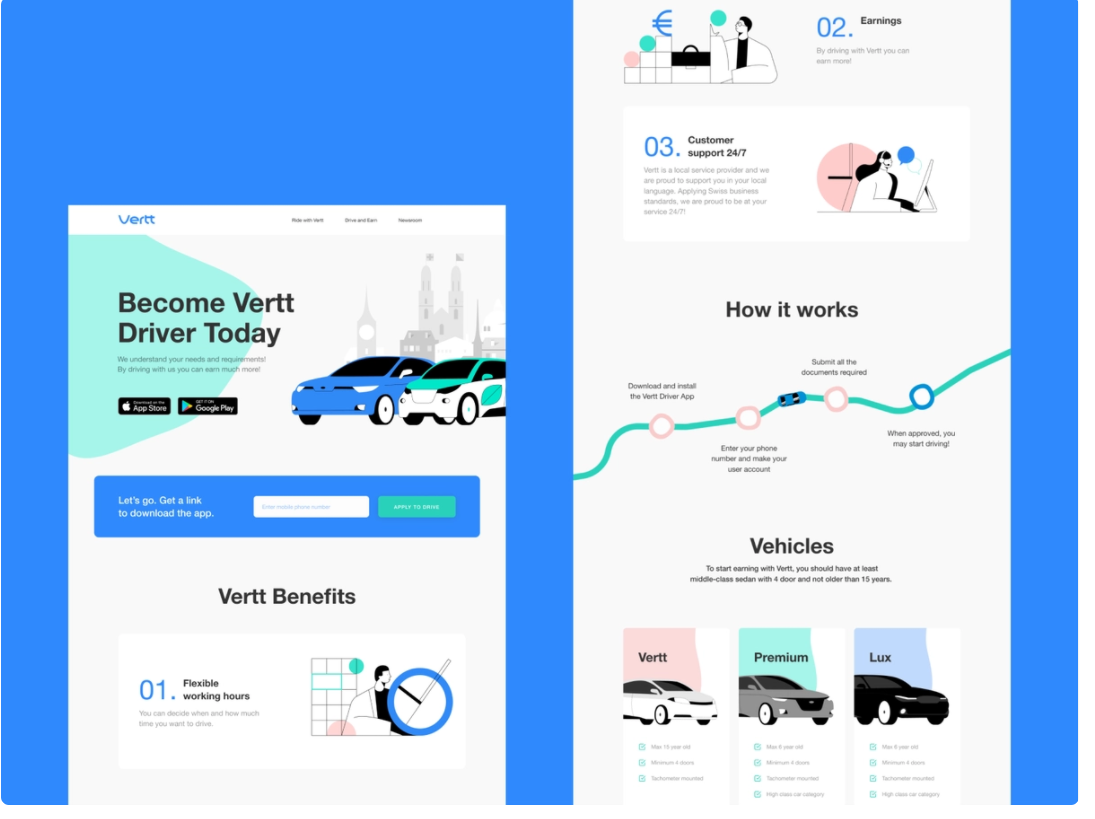 Vertt
Ride with Vertt
Drive and Earn
Newsroom
Become Vertt
Driver Today
We understand your needs and requirements!
By driving with us you can earn much more!
Download on the
App Store
GET IT ON
Google Play
Let's go. Get a link
to download the app.
Enter mobile phone number
APPLY TO DRIVE
Vertt Benefits
01.
Flexible
working hours
You can decide when and how much
time you want to drive.
€
02.
Earnings
By driving with Vertt you can
earn more!
03.
Customer
support 24/7
Vertt is a local service provider and we
are proud to support you in your local
language. Applying Swiss business
standards, we are proud to be at your
service 24/7!
How it works
Download and install
the Vertt Driver App
Enter your phone
number and make your
user account
Submit all the
documents required
When approved, you
may start driving!
Vehicles
To start earning with Vertt, you should have at least
middle-class sedan with 4 door and not older than 15 years.
Vertt
Max 15 year old
Minimum 4 doors
Tachometer mounted
Premium
Max 6 year old
Minimum 4 doors
Tachometer mounted
High class car category
Lux
Max 6 year old
Minimum 4 doors
Tachometer mounted
High class car category